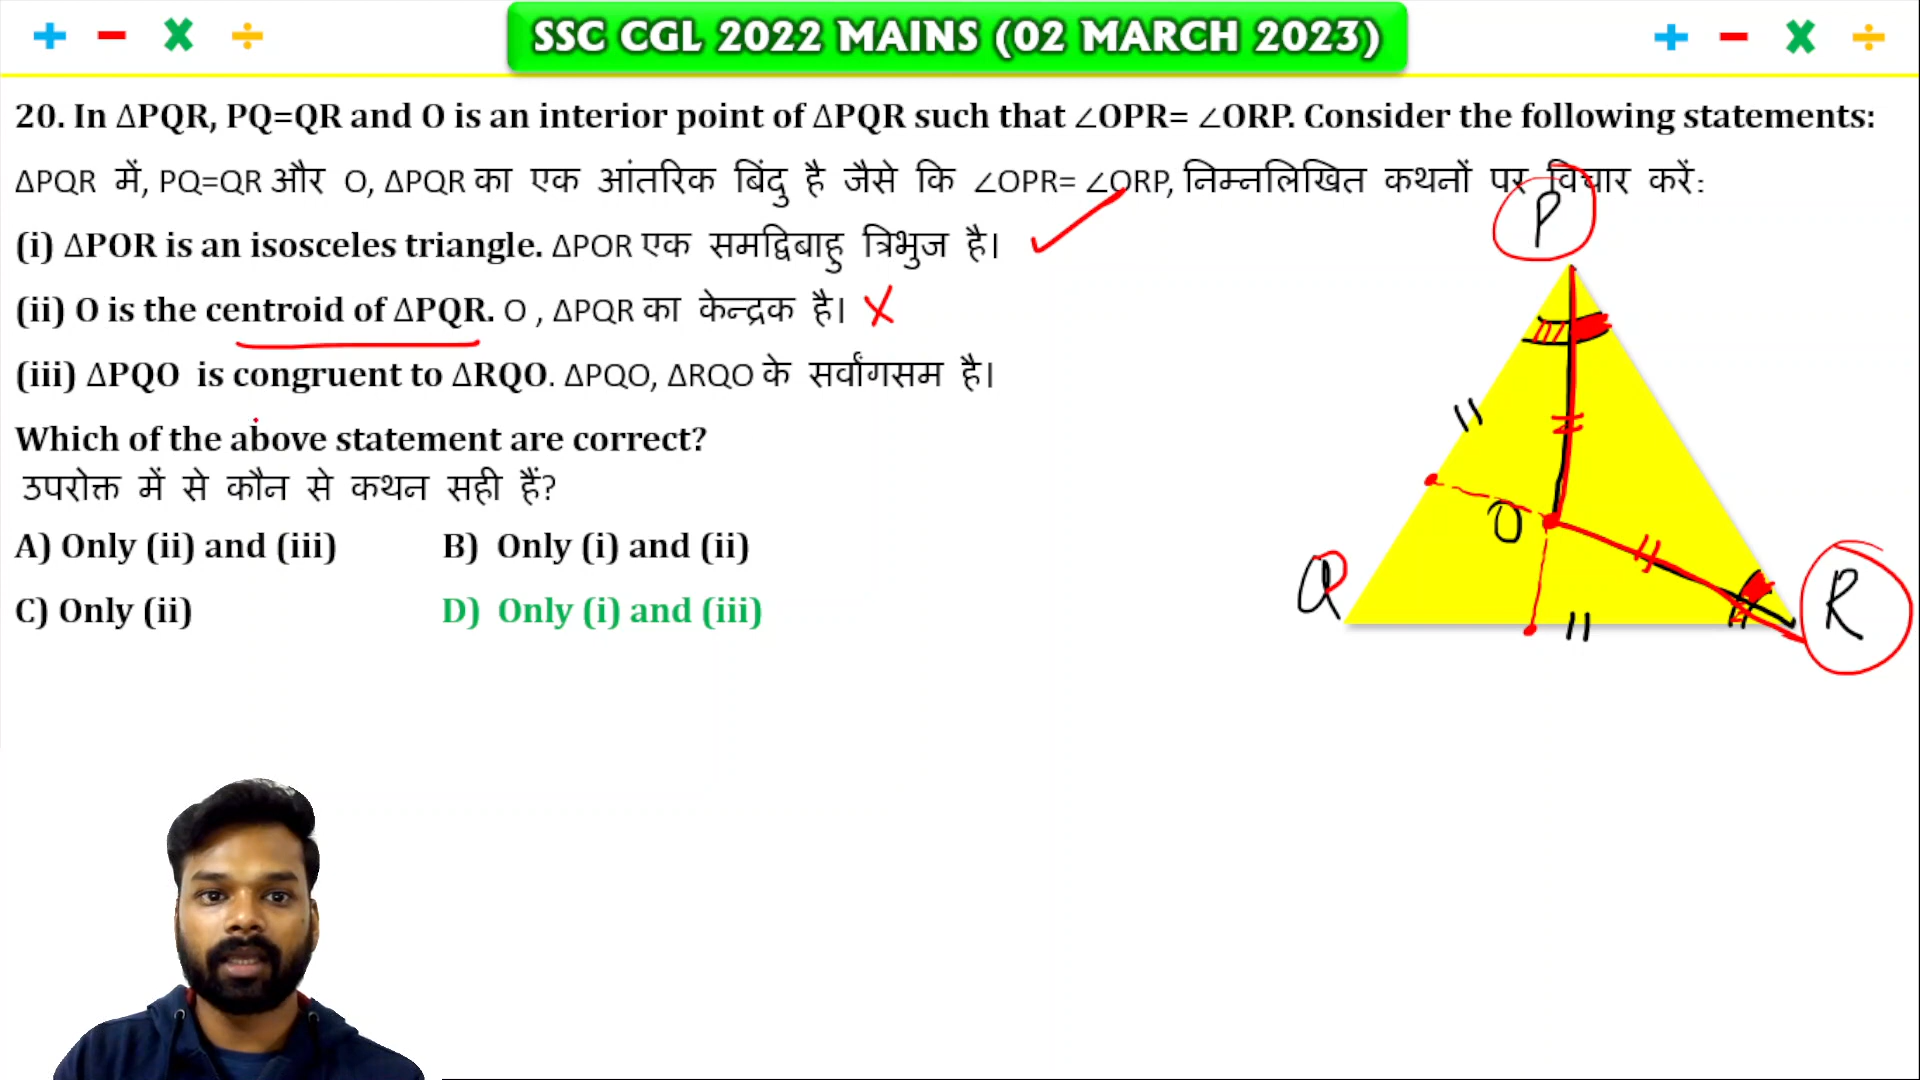 SSC CGL 2022 MAINS (02 MARCH 2023)
20. In ΔPQR, PQ=QR and O is an interior point of ΔPQR such that ∠OPR= ∠ORP. Consider the following statements:
ΔPQR में, PQ=QR और O, ΔPQR का एक आंतरिक बिंदु है जैसे कि ∠OPR= ∠ORP, निम्नलिखित कथनों पर विचार करें:
(i) ΔPOR is an isosceles triangle. ΔPOR एक समद्विबाहु त्रिभुज है।
(ii) O is the centroid of ΔPQR. O , ΔPQR का केन्द्रक है।
(iii) ΔPQO is congruent to ΔRQO. ΔPQO, ΔRQO के सर्वांगसम है।
Which of the above statement are correct?
उपरोक्त में से कौन से कथन सही हैं?
A) Only (ii) and (iii) B) Only (i) and (ii)
C) Only (ii) D) Only (i) and (iii)
P
O
Q
R